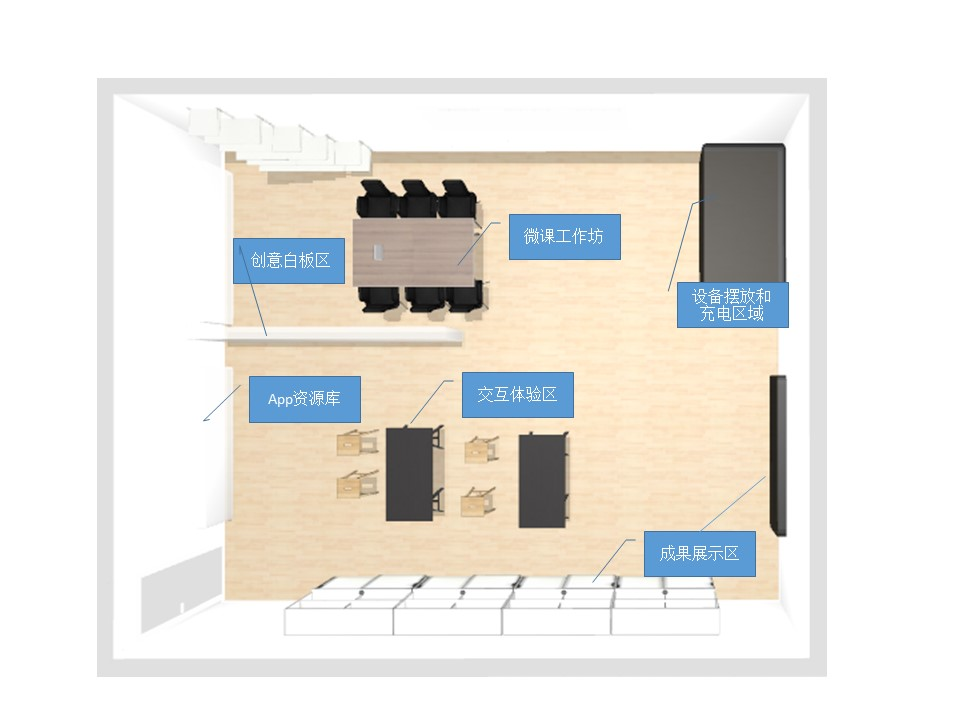 微课工作坊
创意白板区
设备摆放和
充电区域
App资源库
交互体验区
成果展示区